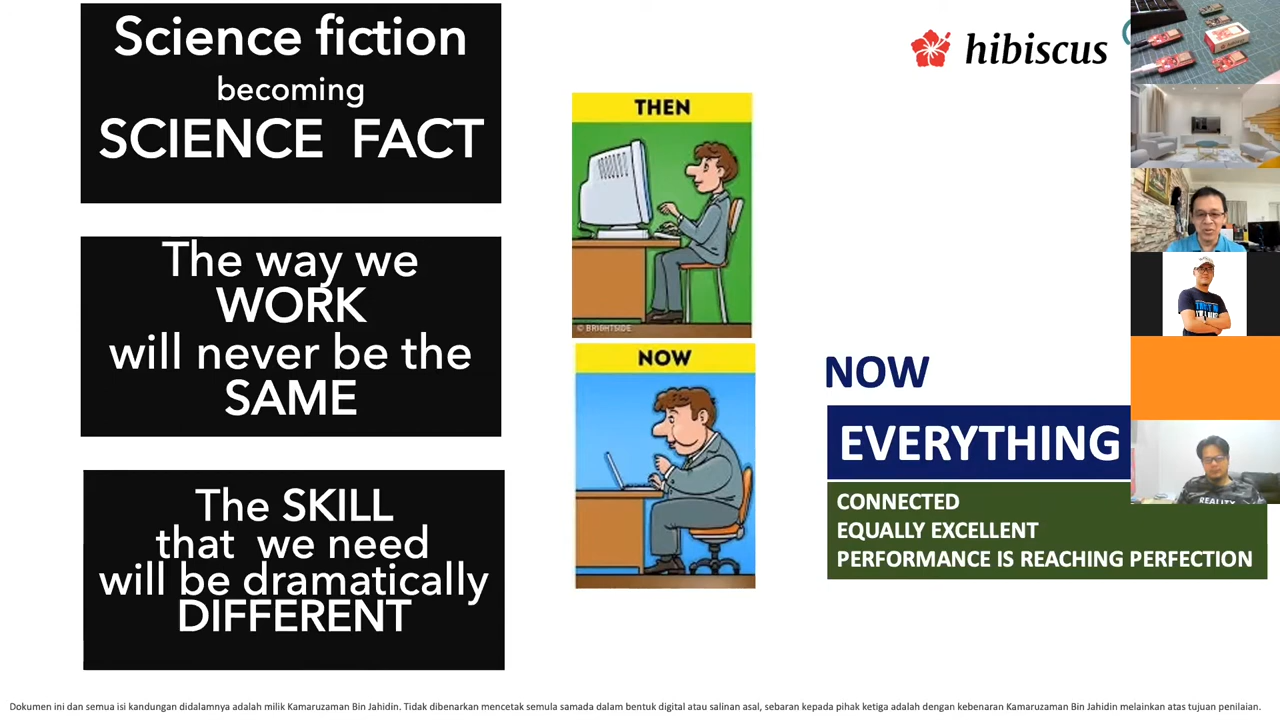 Science fiction
becoming
SCIENCE FACT
The way we
WORK
will never be the
SAME
The SKILL
that we need
will be dramatically
DIFFERENT
THEN
© BRIGHTSIDE
NOW
hibiscus
NOW
EVERYTHING
CONNECTED
EQUALLY EXCELLENT
PERFORMANCE IS REACHING PERFECTION
REALITY
Dokumen ini dan semua isi kandungan didalamnya adalah milik Kamaruzaman Bin Jahidin. Tidak dibenarkan mencetak semula samada dalam bentuk digital atau salinan asal, sebaran kepada pihak ketiga adalah dengan kebenaran Kamaruzaman Bin Jahidin melainkan atas tujuan penilaian.